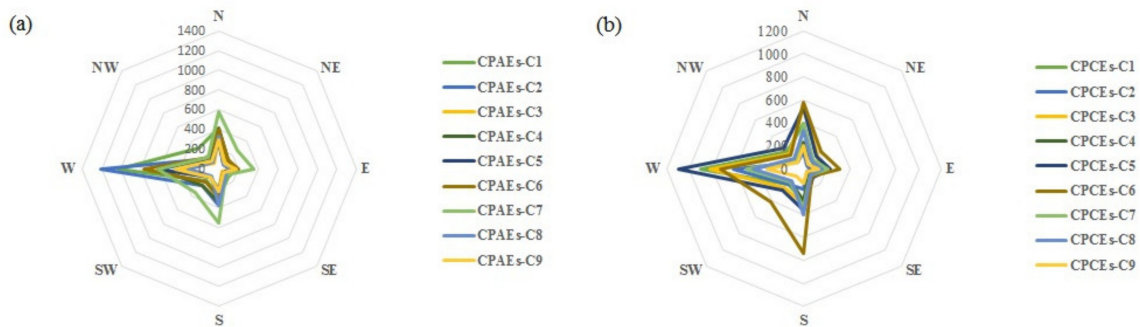 (a)
N
1400
1200
1000
800
600
400
200
0
NW
NE
W
E
SW
SE
S
CPAEs-C1
CPAEs-C2
CPAEs-C3
CPAEs-C4
CPAEs-C5
CPAEs-C6
CPAEs-C7
CPAEs-C8
CPAEs-C9
(b)
N
1200
1000
800
600
400
200
0
NW
NE
W
E
SW
SE
S
CPCEs-C1
CPCEs-C2
CPCEs-C3
CPCEs-C4
CPCEs-C5
CPCEs-C6
CPCEs-C7
CPCEs-C8
CPCEs-C9